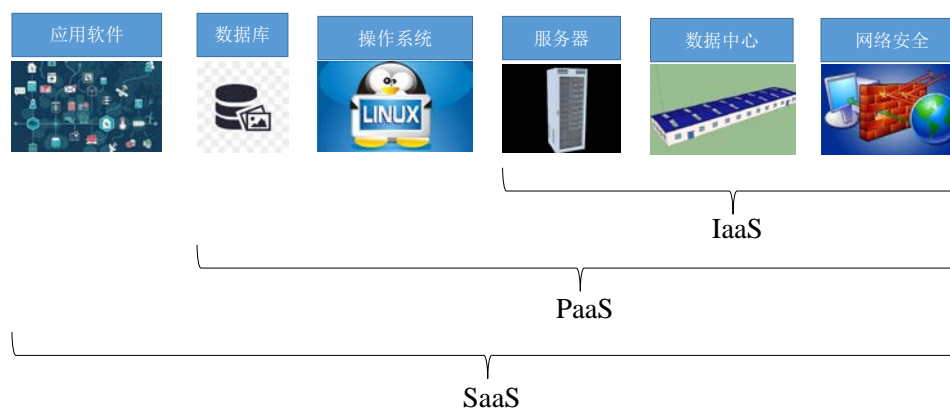 应用软件
数据库
操作系统
服务器
数据中心
网络安全
LINUX
IaaS
PaaS
SaaS